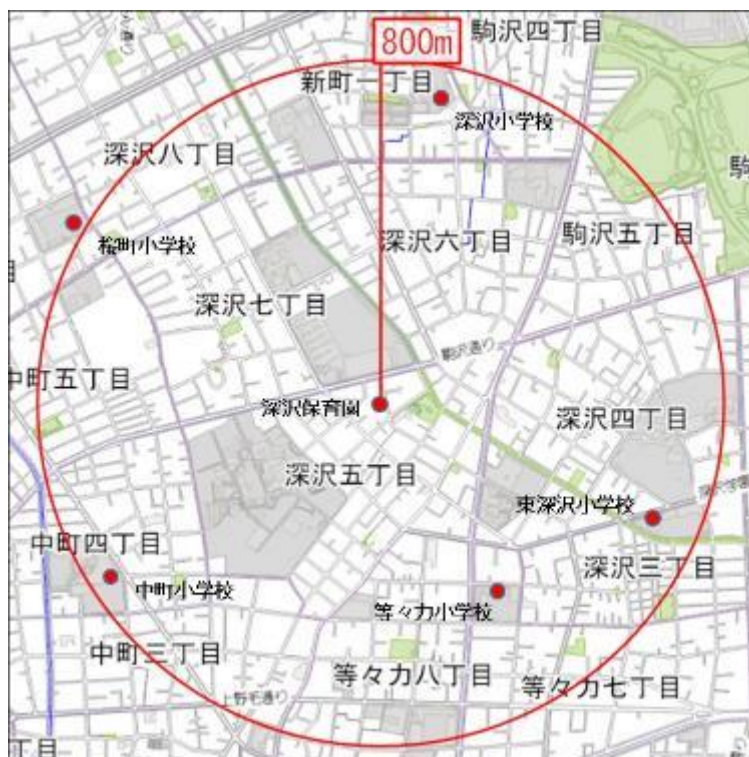 800m
駒沢四丁目
新町一丁目
深沢小学校
深沢八丁目
桜町小学校
深沢六丁目
駒沢五丁目
深沢七丁目
駒沢通り
中町五丁目
深沢保育園
深沢四丁目
深沢五丁目
東深沢小学校
中町四丁目
深沢三丁目
中町小学校
等々力小学校
中町三丁目
等々力八丁目
等々力七丁目
上野毛通り
丁目